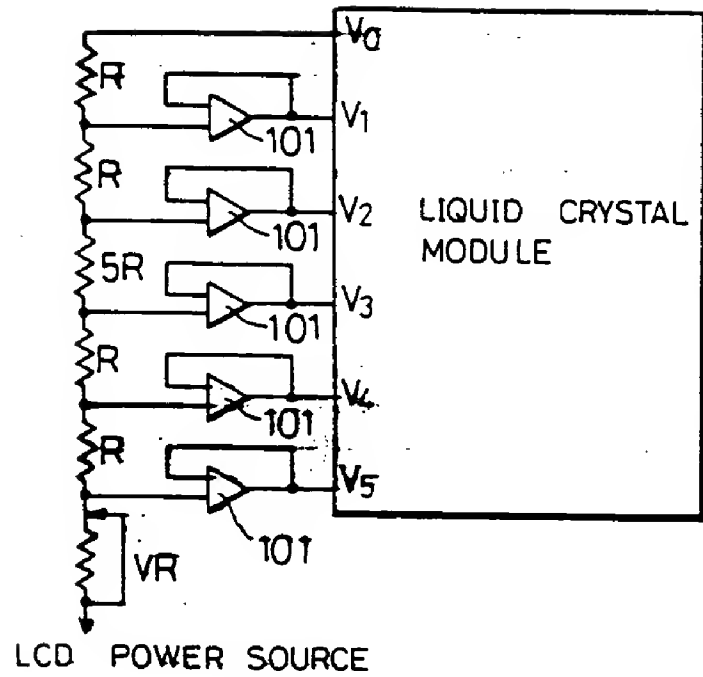 V0
R
101
V1
R
101
V2
LIQUID CRYSTAL
MODULE
5R
101
V3
R
101
V4
R
101
V5
VR
LCD POWER SOURCE